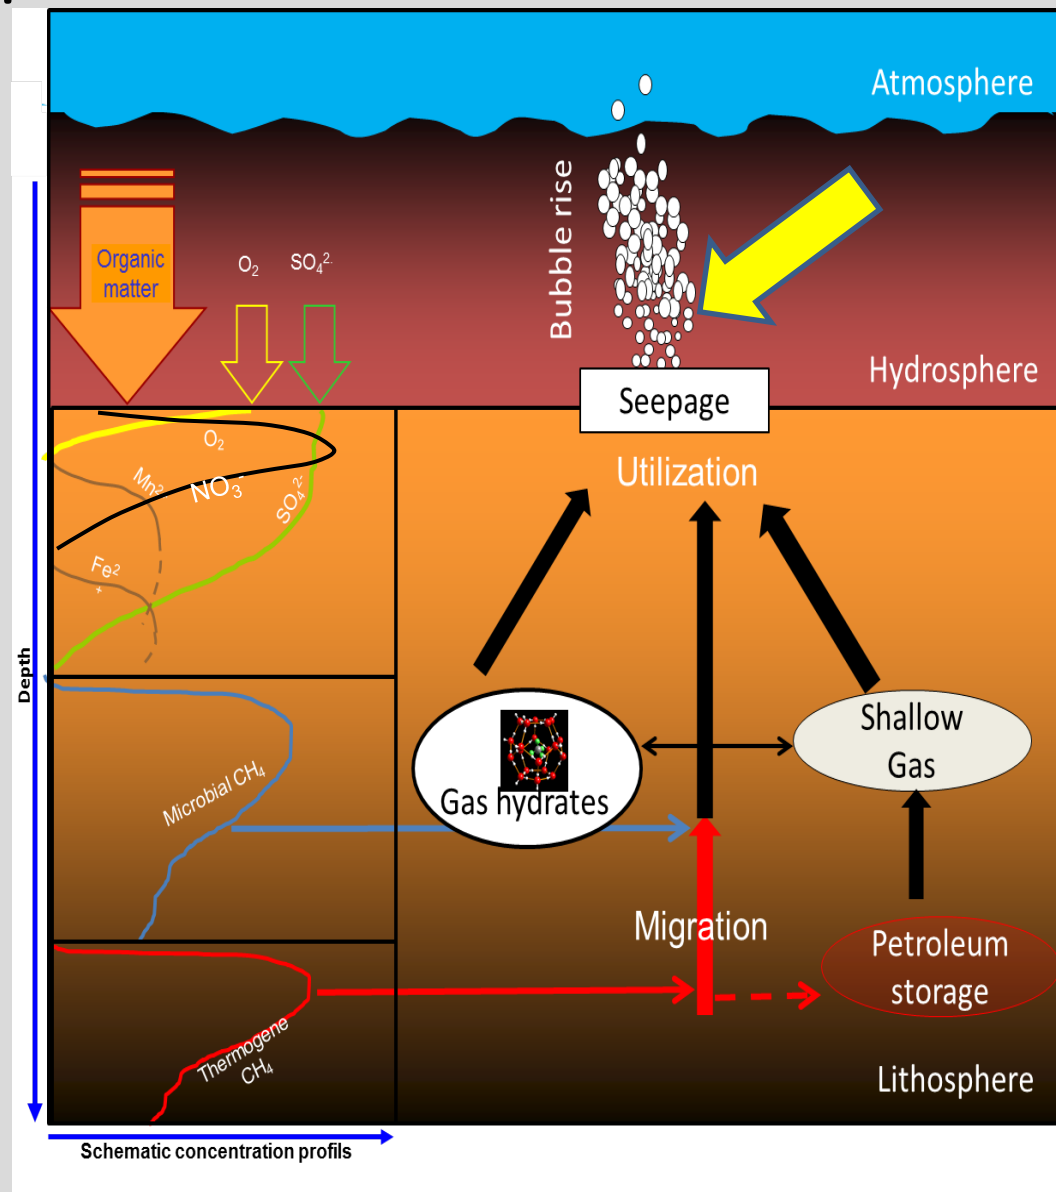 Atmosphere
Bubble rise
Organic
matter
O₂
SO₄²⁻
Hydrosphere
Seepage
Utilization
O₂
Mn²
NO₃⁻
SO₄²⁻
Fe²
+
Depth
Shallow
Gas
Gas hydrates
Microbial CH₄
Migration
Petroleum
storage
Thermogene
CH₄
Lithosphere
Schematic concentration profils